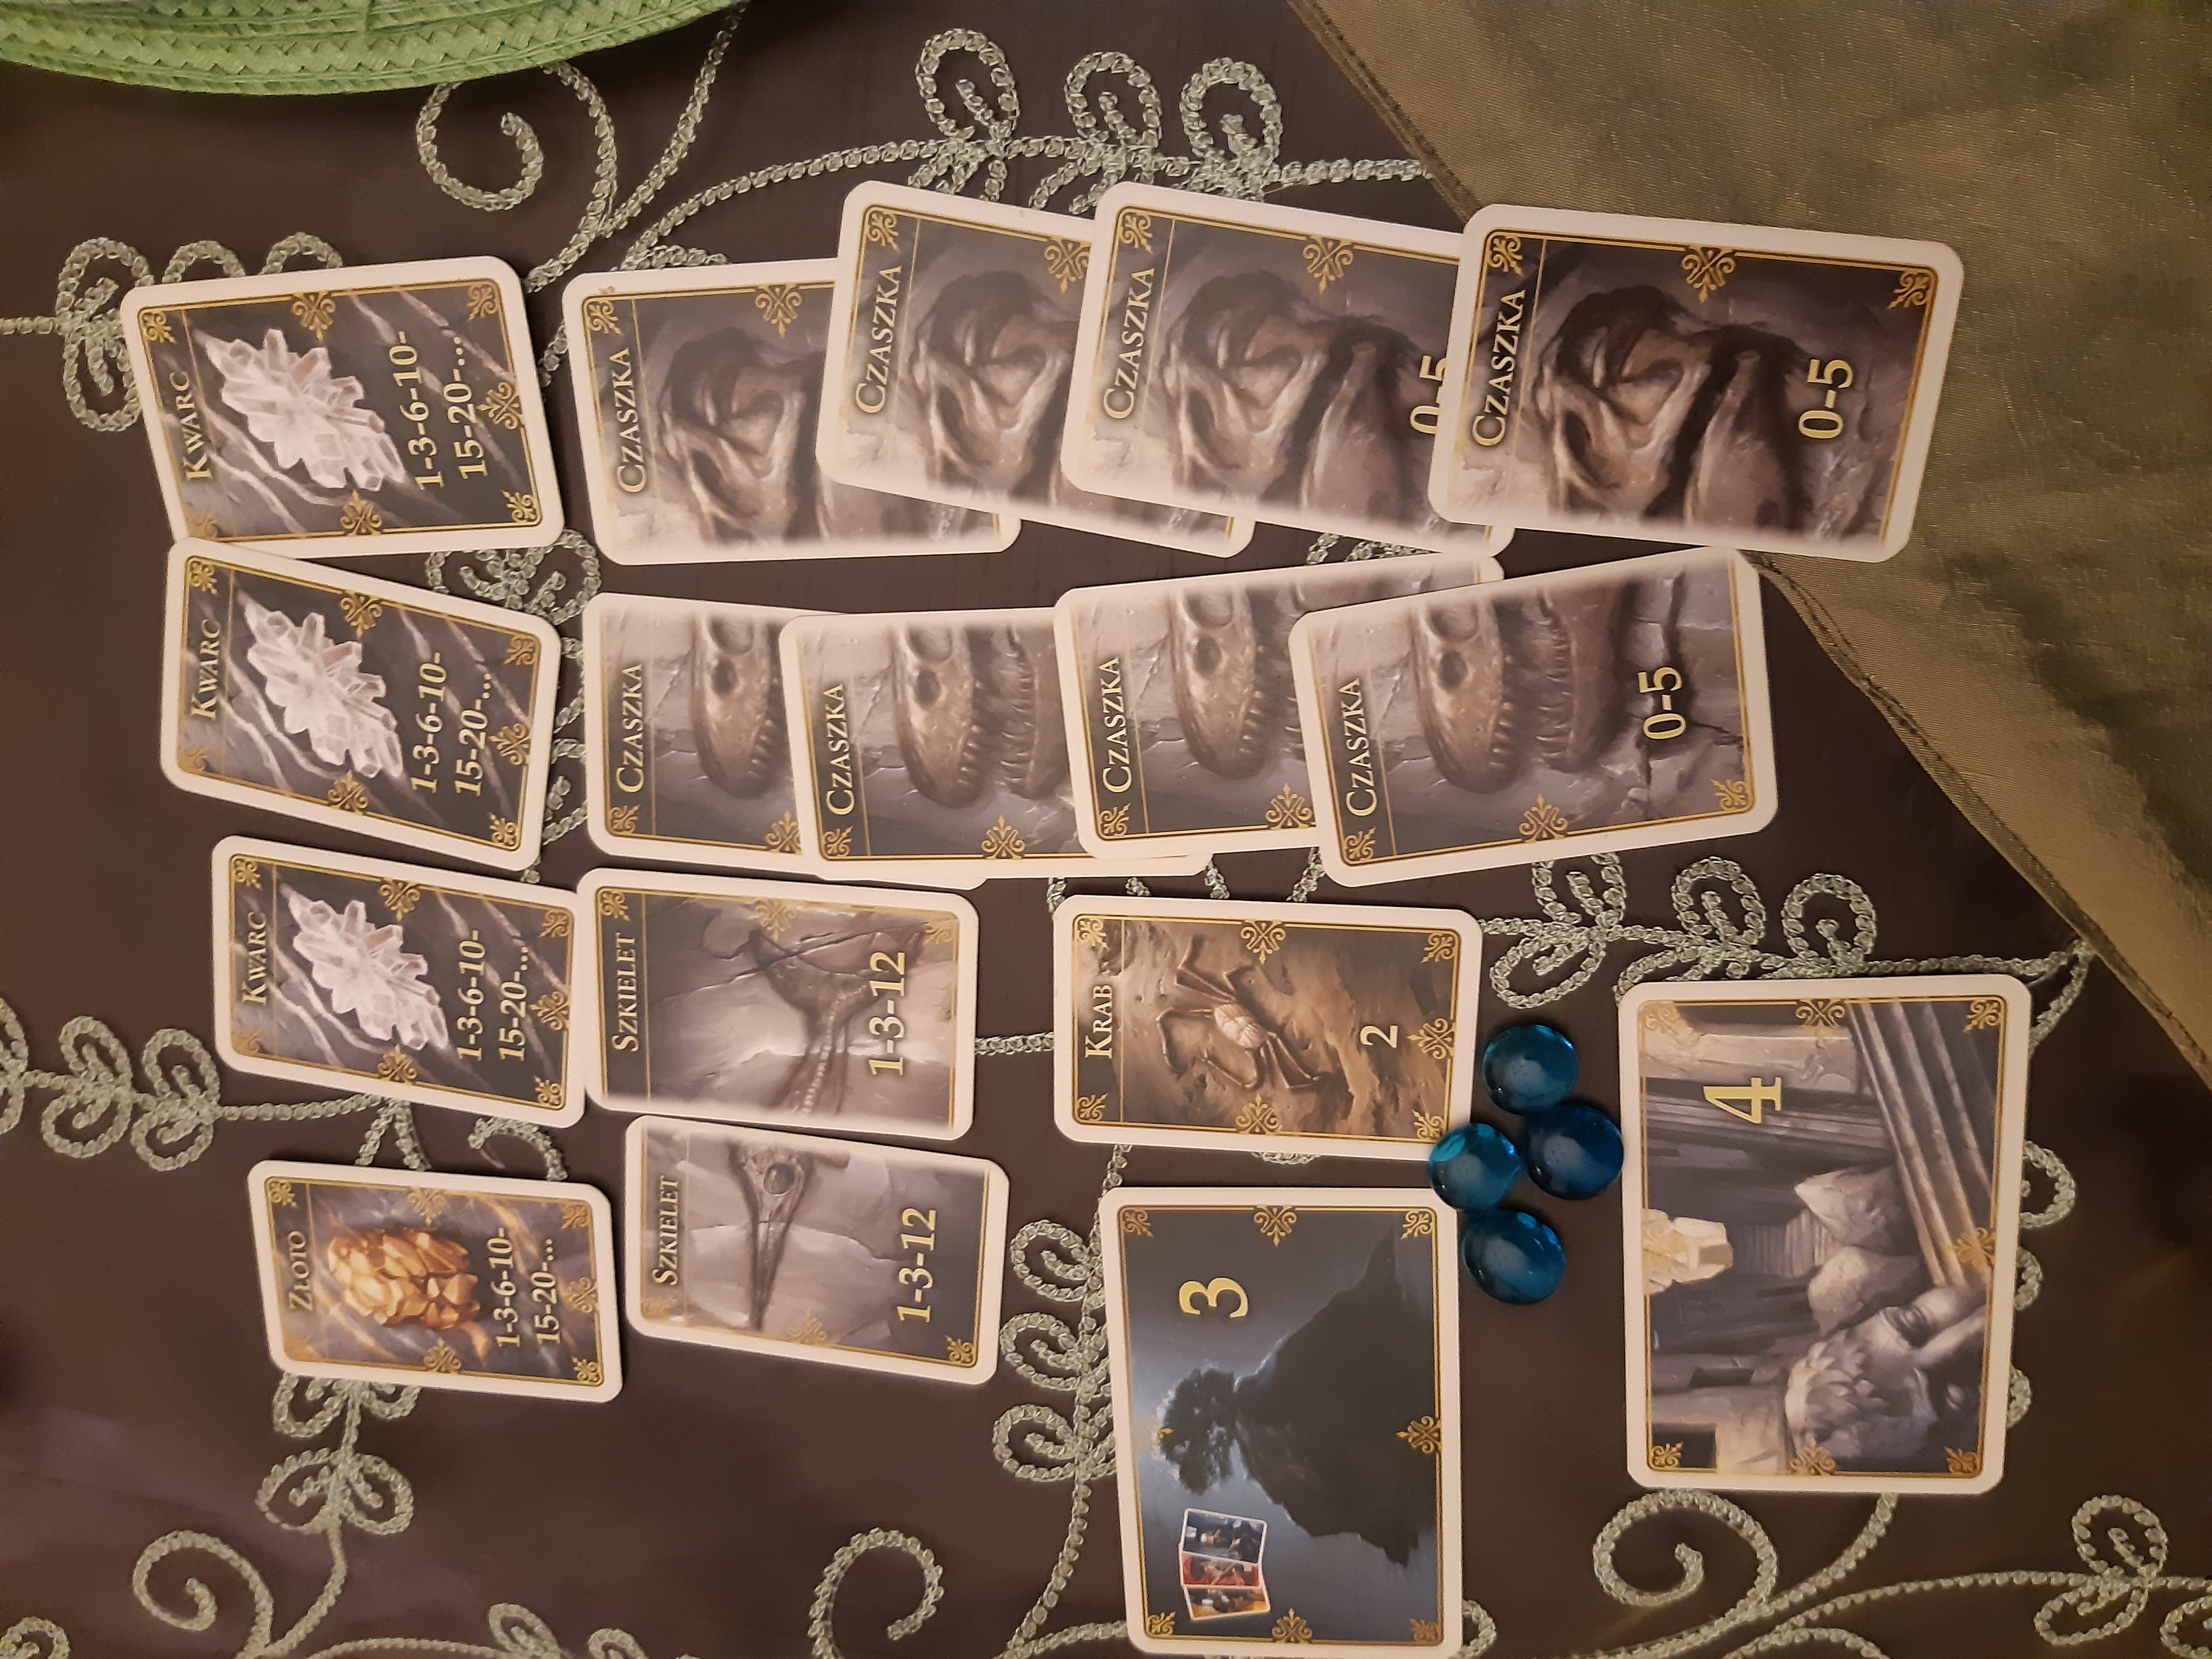 4
3
KRAB
2
SZKIELET
1-3-12
SZKIELET
1-3-12
ZŁOTO
1-3-6-10-
15-20-...
KWARC
1-3-6-10-
15-20-...
KWARC
1-3-6-10-
15-20-...
KWARC
1-3-6-10-
15-20-...
CZASZKA
0-5
CZASZKA
CZASZKA
CZASZKA
CZASZKA
0-5
CZASZKA
0-5
CZASZKA
CZASZKA